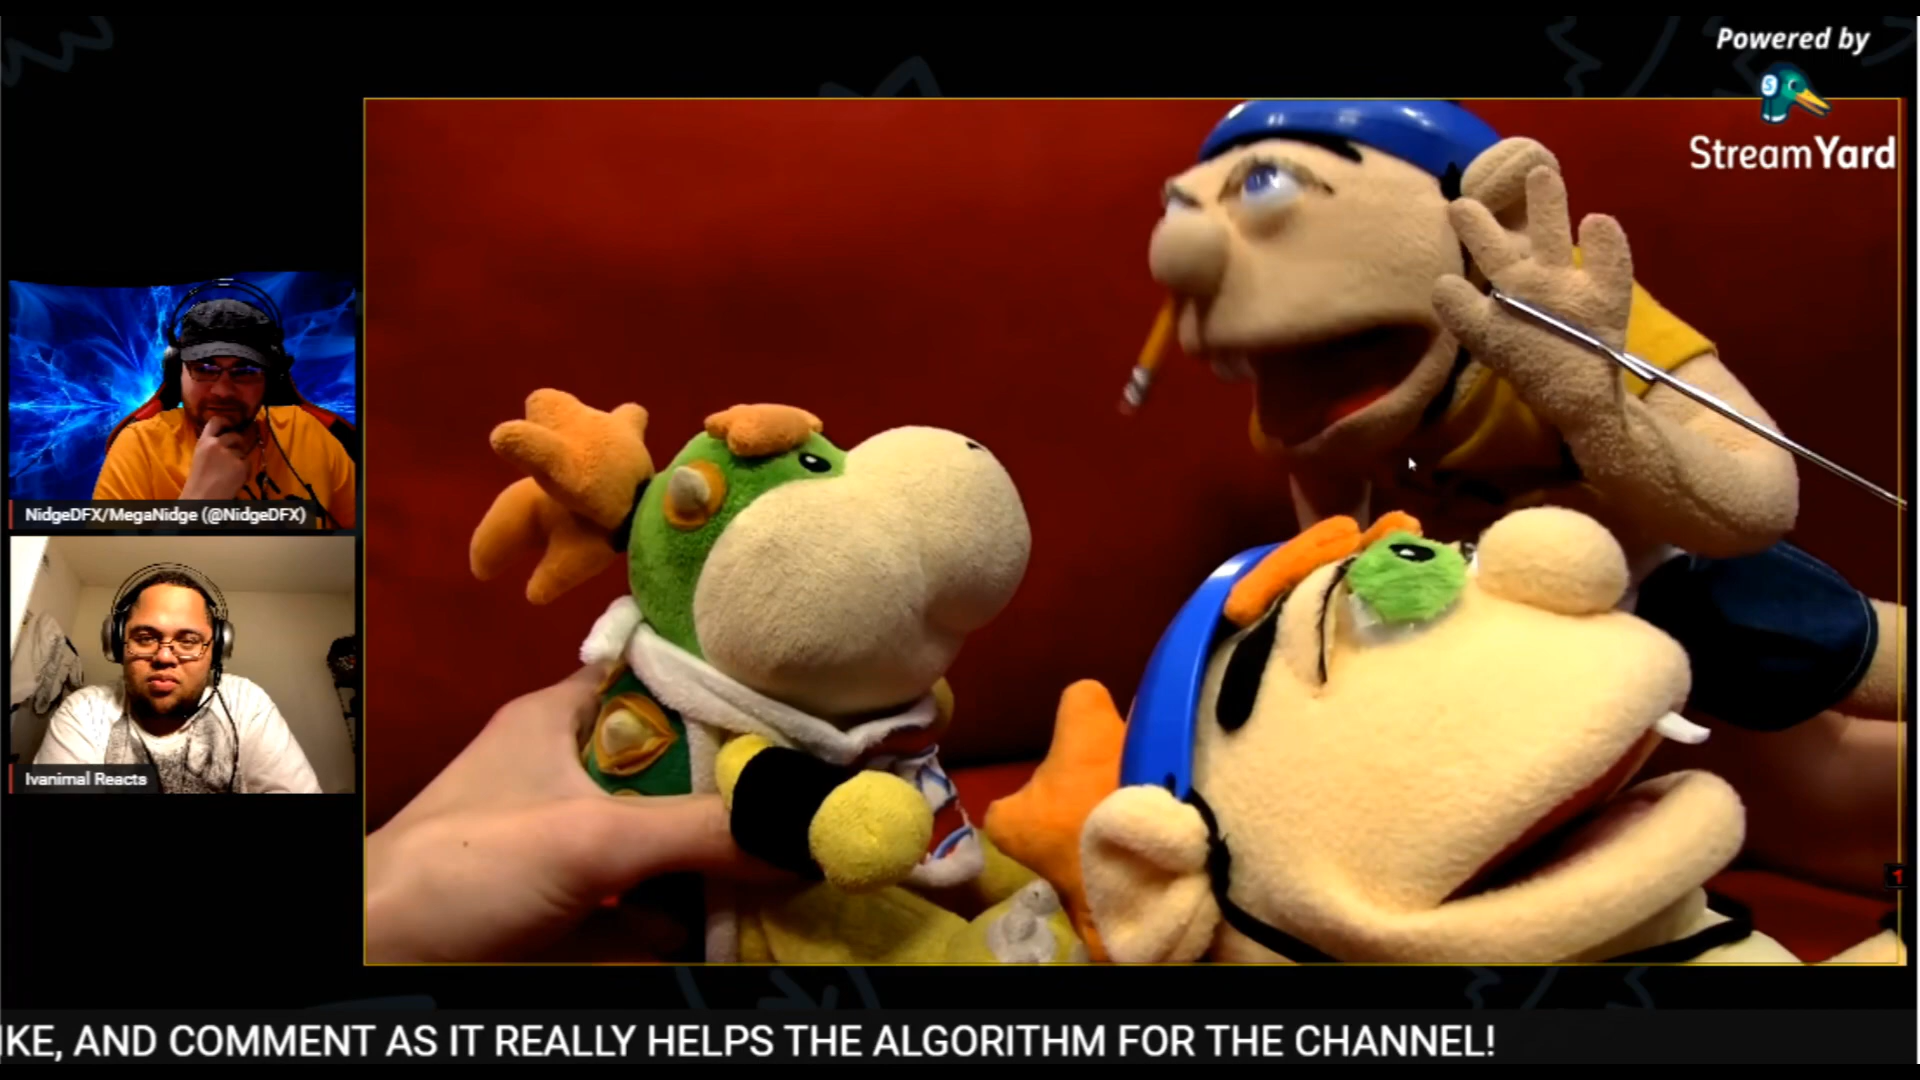 Powered by
S
StreamYard
NidgeDFX/MegaNidge (@NidgeDFX)
Ivanimal Reacts
1
IKE, AND COMMENT AS IT REALLY HELPS THE ALGORITHM FOR THE CHANNEL!